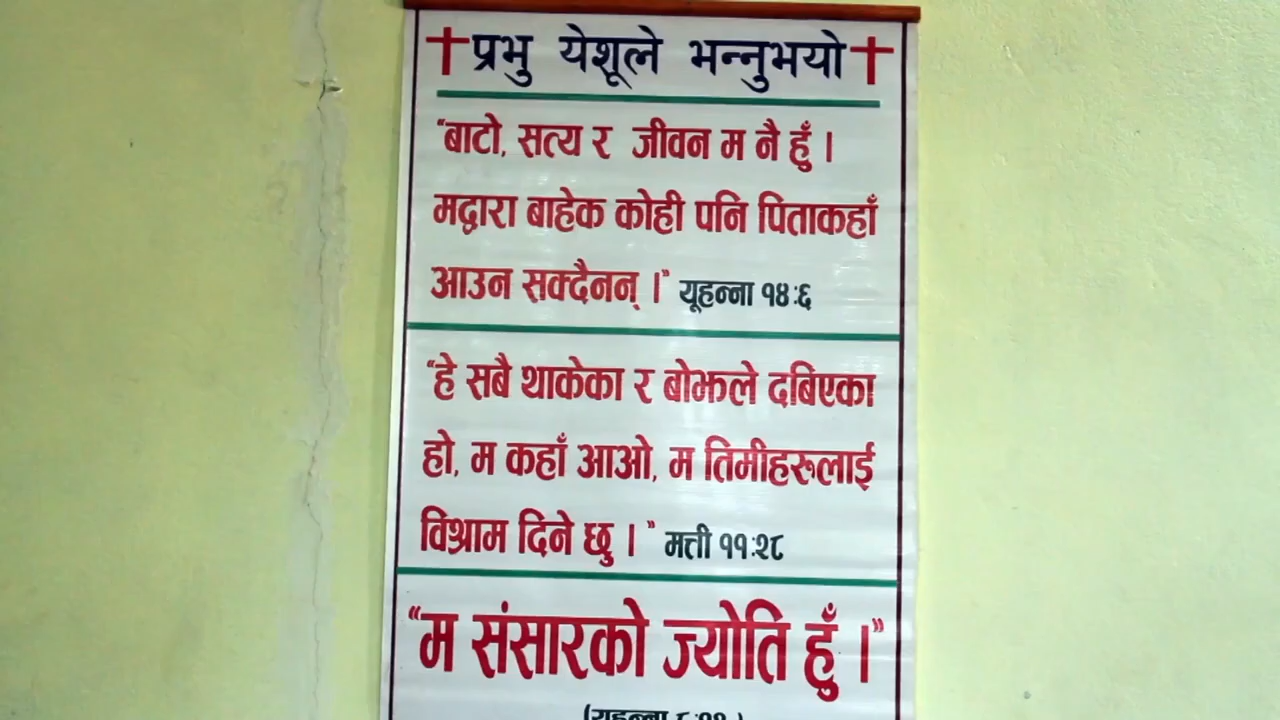 प्रभु येशूले भन्नुभयो
“बाटो, सत्य र जीवन म नै हुँ ।
मद्वारा बाहेक कोही पनि पिताकहाँ
आउन सक्दैनन् ।” यूहन्ना १४:६
“हे सबै थाकेका र बोझले दबिएका
हो, म कहाँ आओ, म तिमीहरूलाई
विश्राम दिने छु । ” मत्ती ११:२८
“म संसारको ज्योति हुँ ।”